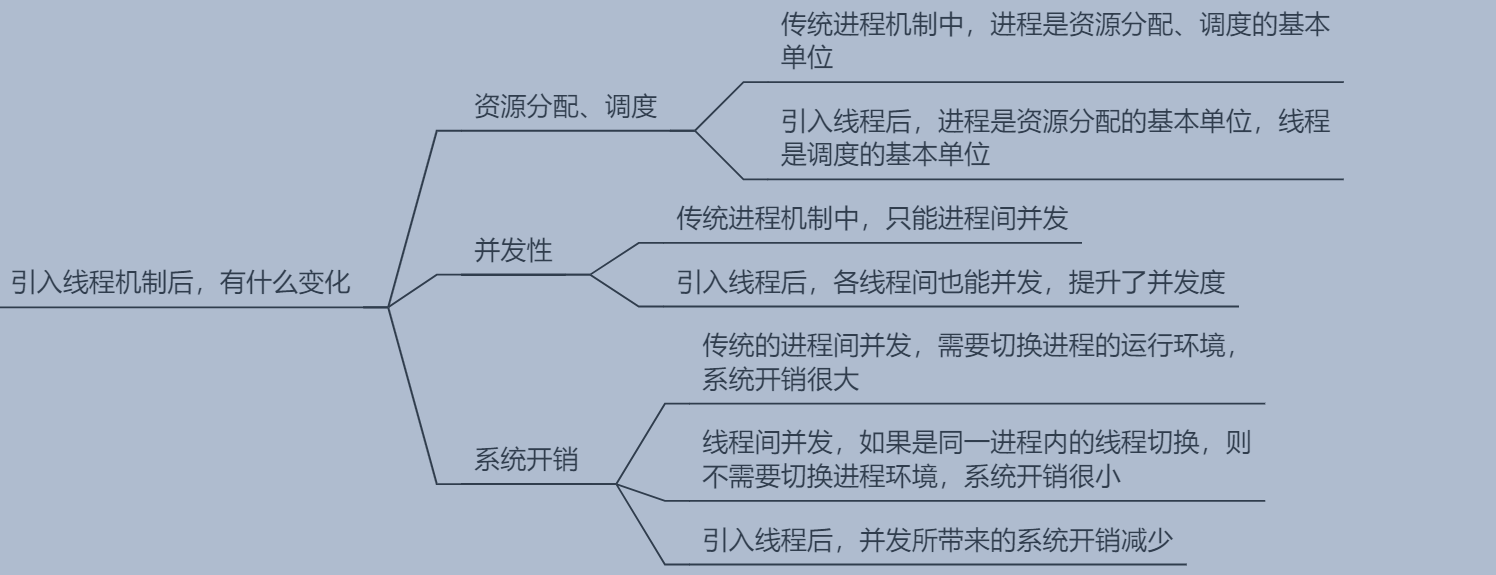 传统进程机制中，进程是资源分配、调度的基本
单位
资源分配、调度
引入线程后，进程是资源分配的基本单位，线程
是调度的基本单位
传统进程机制中，只能进程间并发
并发性
引入线程机制后，有什么变化
引入线程后，各线程间也能并发，提升了并发度
传统的进程间并发，需要切换进程的运行环境，
系统开销很大
系统开销
线程间并发，如果是同一进程内的线程切换，则
不需要切换进程环境，系统开销很小
引入线程后，并发所带来的系统开销减少